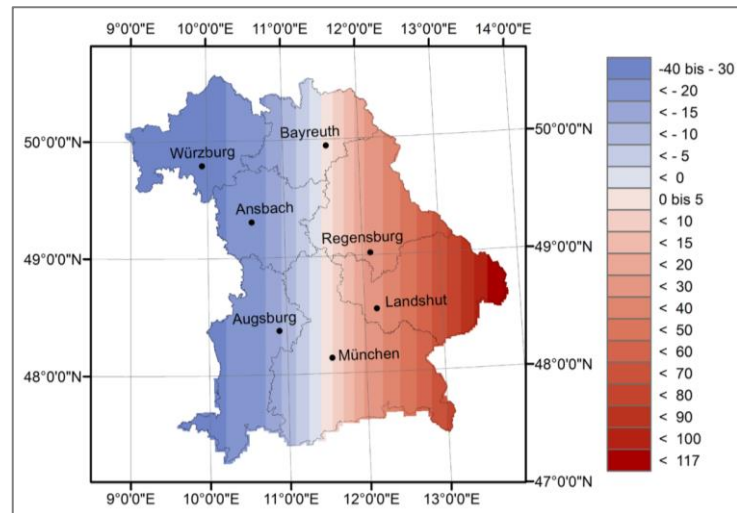 9°0'0"E 10°0'0"E 11°0'0"E 12°0'0"E 13°0'0"E 14°0'0"E
50°0'0"N
49°0'0"N
48°0'0"N
50°0'0"N
49°0'0"N
48°0'0"N
47°0'0"N
Bayreuth
Würzburg
Ansbach
Regensburg
Landshut
Augsburg
München
9°0'0"E 10°0'0"E 11°0'0"E 12°0'0"E 13°0'0"E
-40 bis - 30
< - 20
< - 15
< - 10
< - 5
< 0
0 bis 5
< 10
< 15
< 20
< 30
< 40
< 50
< 60
< 70
< 80
< 90
< 100
< 117